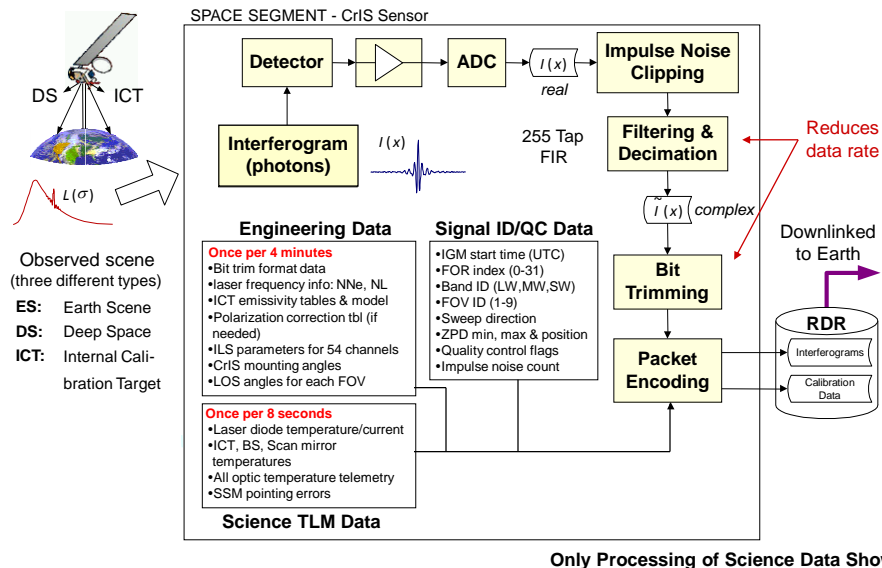 SPACE SEGMENT - CrIS Sensor
DS
ICT
L(σ)
Observed scene
(three different types)
ES: Earth Scene
DS: Deep Space
ICT: Internal Cali-
bration Target
Detector
ADC
I(x)
real
Impulse Noise
Clipping
Interferogram
(photons)
I(x)
255 Tap
FIR
Filtering &
Decimation
Reduces
data rate
Ĩ(x) complex
Engineering Data
Once per 4 minutes
•Bit trim format data
•laser frequency info: NNe, NL
•ICT emissivity tables & model
•Polarization correction tbl (if
needed)
•ILS parameters for 54 channels
•CrIS mounting angles
•LOS angles for each FOV
Signal ID/QC Data
•IGM start time (UTC)
•FOR index (0-31)
•Band ID (LW,MW,SW)
•FOV ID (1-9)
•Sweep direction
•ZPD min, max & position
•Quality control flags
•Impulse noise count
Bit
Trimming
Packet
Encoding
Downlinked
to Earth
RDR
Interferograms
Calibration
Data
Once per 8 seconds
•Laser diode temperature/current
•ICT, BS, Scan mirror
temperatures
•All optic temperature telemetry
•SSM pointing errors
Science TLM Data
Only Processing of Science Data Show